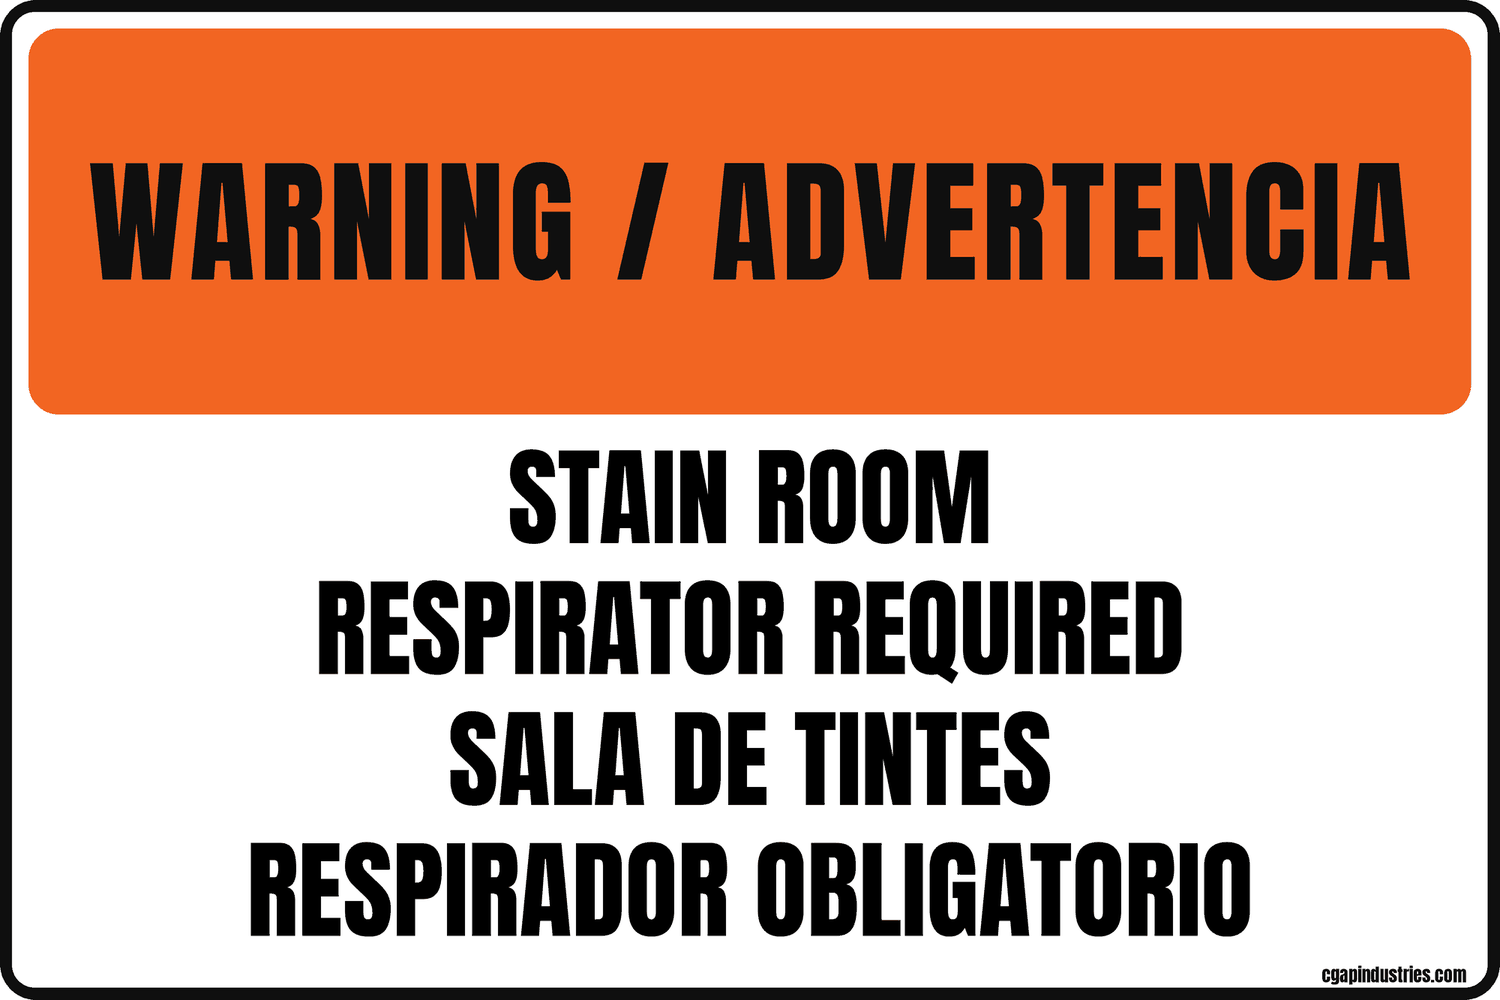 WARNING / ADVERTENCIA
STAIN ROOM
RESPIRATOR REQUIRED
SALA DE TINTES
RESPIRADOR OBLIGATORIO
cgapindustries.com